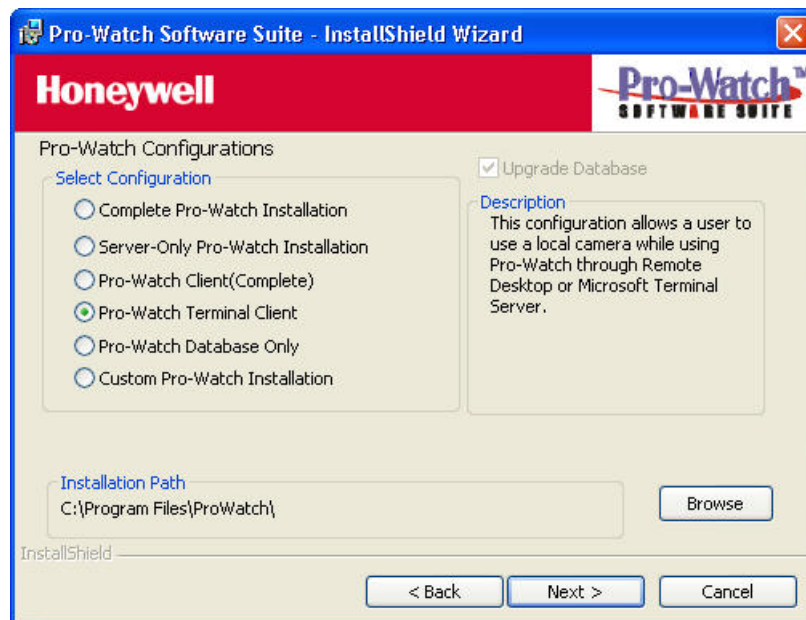 Pro-Watch Software Suite - InstallShield Wizard
Honeywell
Pro-Watch™
SOFTWARE SUITE
Pro-Watch Configurations
Select Configuration
Complete Pro-Watch Installation
Server-Only Pro-Watch Installation
Pro-Watch Client(Complete)
Pro-Watch Terminal Client
Pro-Watch Database Only
Custom Pro-Watch Installation
Upgrade Database
Description
This configuration allows a user to
use a local camera while using
Pro-Watch through Remote
Desktop or Microsoft Terminal
Server.
Installation Path
C:\Program Files\ProWatch\
Browse
InstallShield
< Back
Next >
Cancel